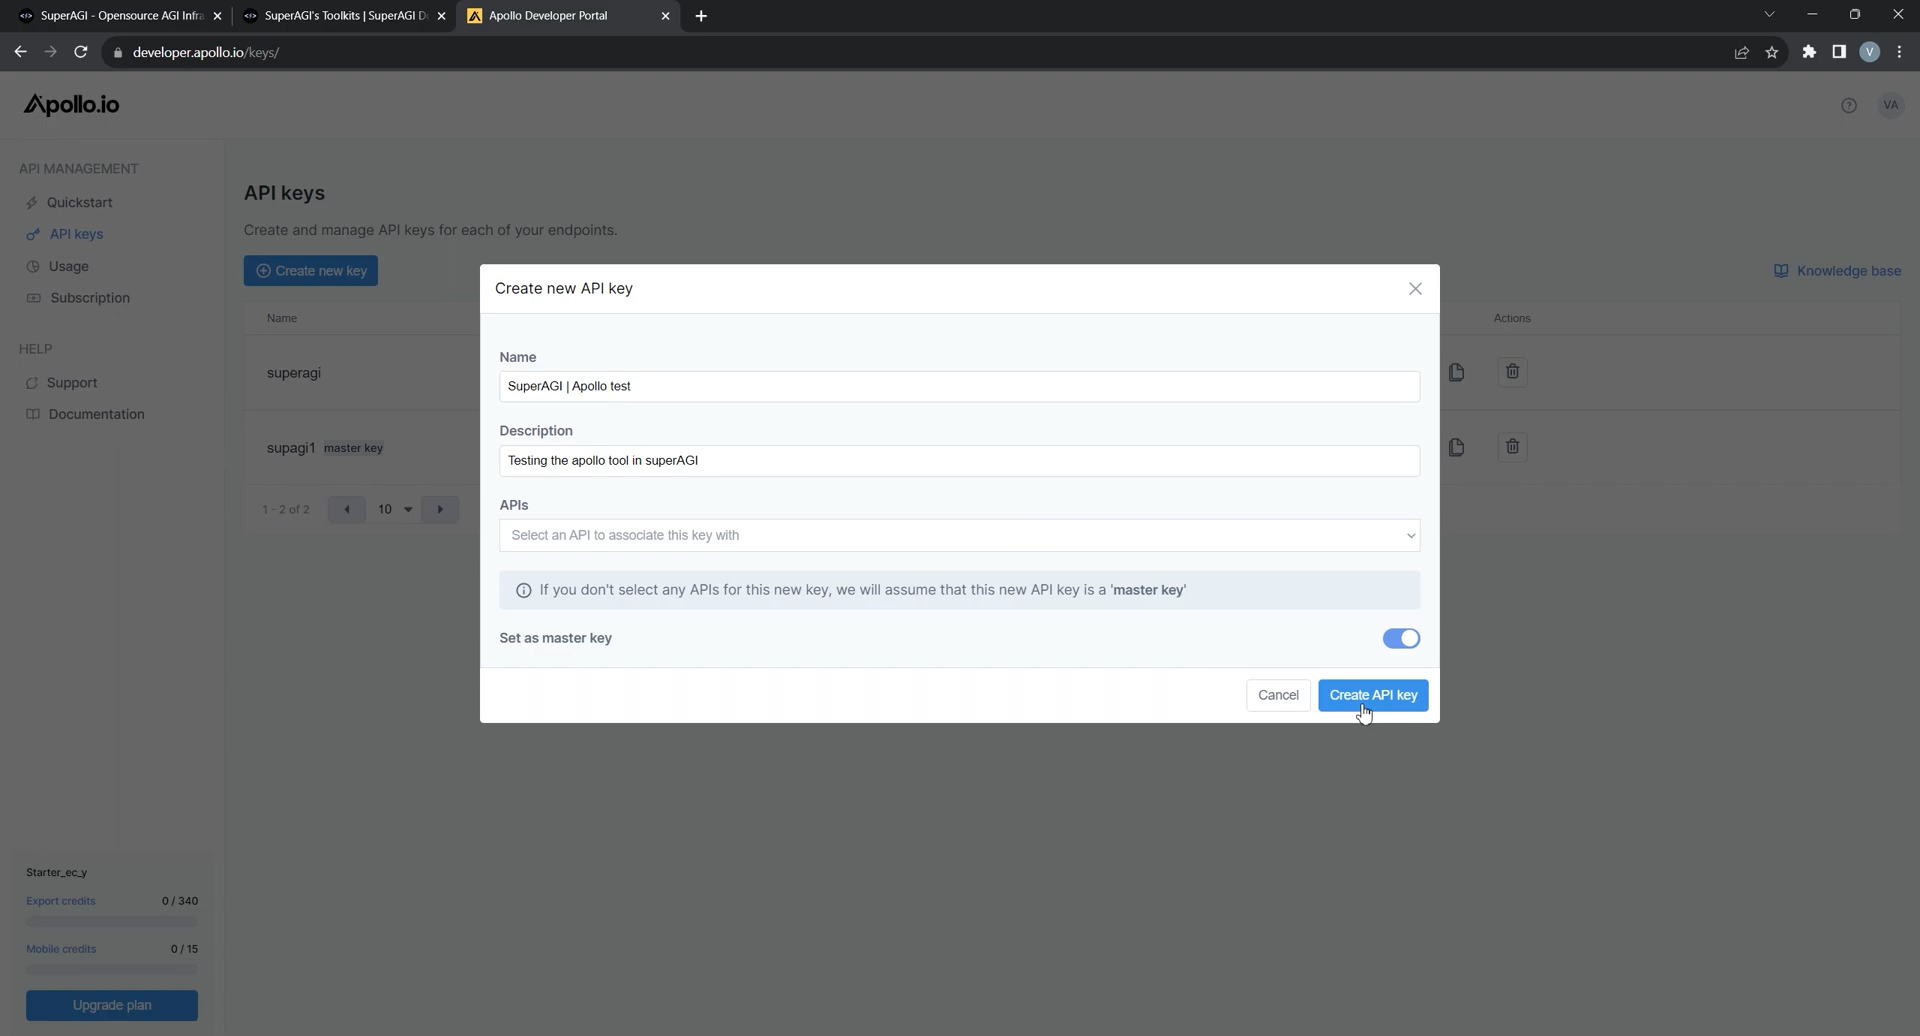 SuperAGI - Opensource AGI Infra
SuperAGI's Toolkits | SuperAGI D
Apollo Developer Portal
developer.apollo.io/keys/
V
Apollo.io
VA
API MANAGEMENT
Quickstart
API keys
Usage
Subscription
HELP
Support
Documentation
API keys
Create and manage API keys for each of your endpoints.
Create new key
Knowledge base
Name
Actions
superagi
supagi1 master key
1 - 2 of 2
10
Create new API key
Name
SuperAGI | Apollo test
Description
Testing the apollo tool in superAGI
APIs
Select an API to associate this key with
If you don't select any APIs for this new key, we will assume that this new API key is a 'master key'
Set as master key
Cancel
Create API key
Starter_ec_y
Export credits 0 / 340
Mobile credits 0 / 15
Upgrade plan